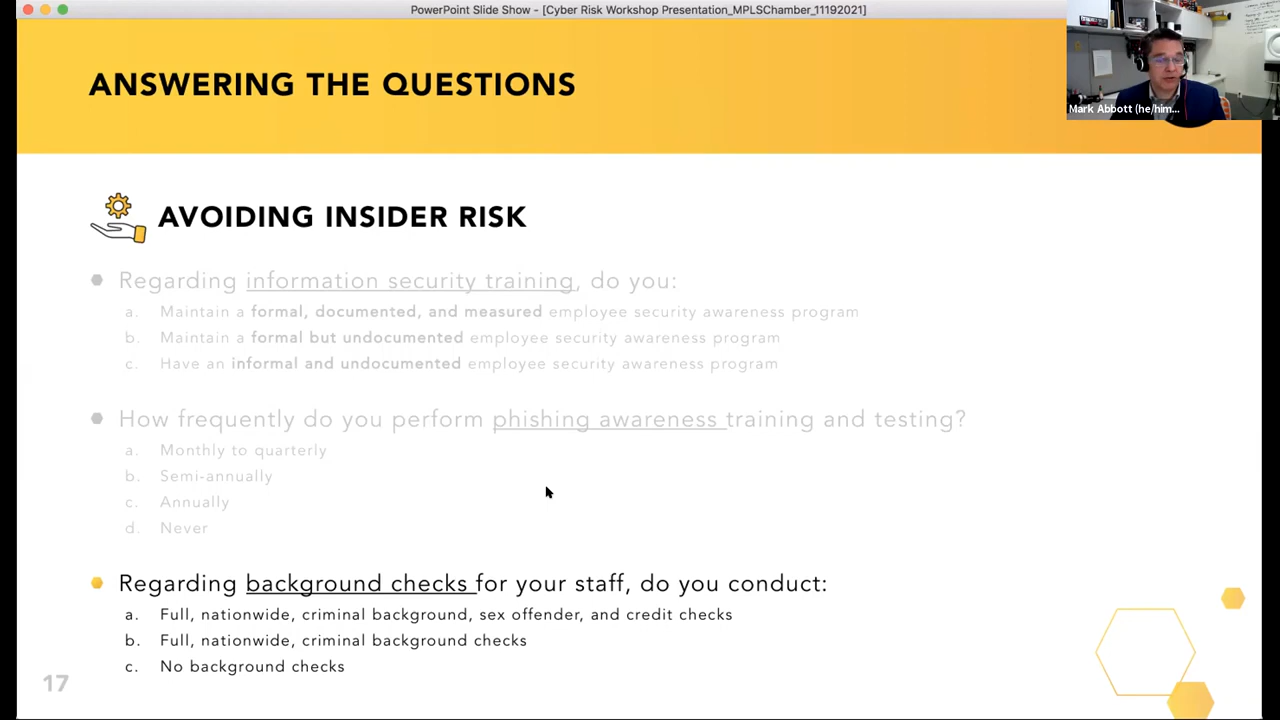 PowerPoint Slide Show - [Cyber Risk Workshop Presentation_MPLSChamber_11192021]
ANSWERING THE QUESTIONS
Mark Abbott (he/him...
AVOIDING INSIDER RISK
Regarding information security training, do you:
a. Maintain a formal, documented, and measured employee security awareness program
b. Maintain a formal but undocumented employee security awareness program
c. Have an informal and undocumented employee security awareness program
How frequently do you perform phishing awareness training and testing?
a. Monthly to quarterly
b. Semi-annually
c. Annually
d. Never
Regarding background checks for your staff, do you conduct:
a. Full, nationwide, criminal background, sex offender, and credit checks
b. Full, nationwide, criminal background checks
c. No background checks
17